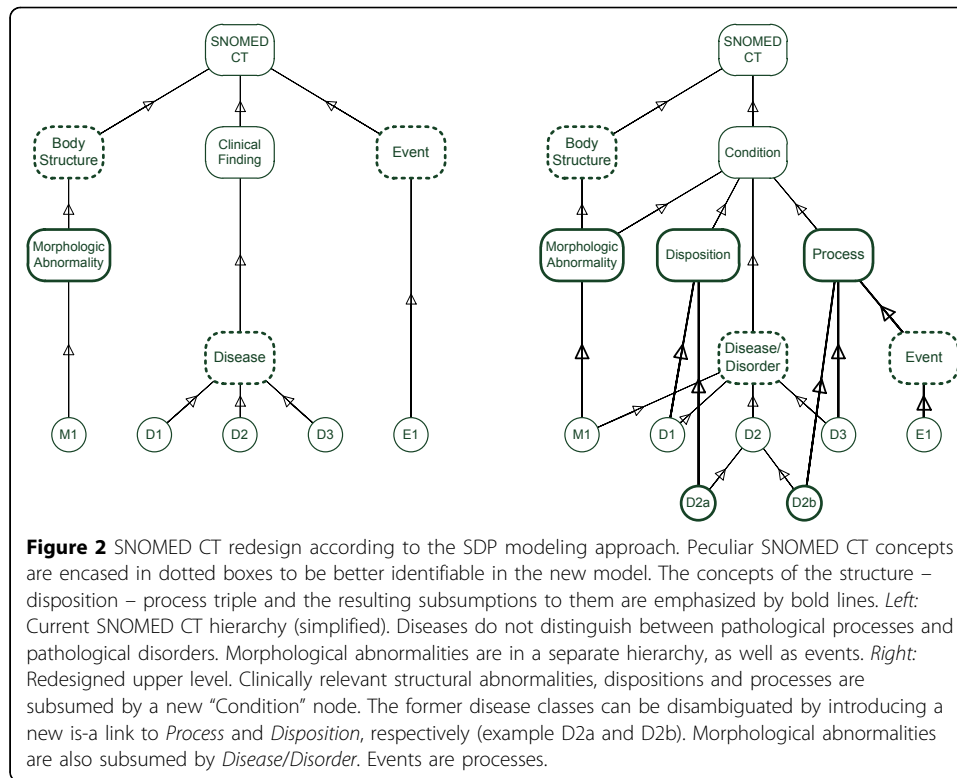 SNOMED
CT
SNOMED
CT
Body
Structure
Clinical
Finding
Event
Body
Structure
Condition
Morphologic
Abnormality
Morphologic
Abnormality
Disposition
Process
Disease
Disease/
Disorder
Event
M1
D1
D2
D3
E1
M1
D1
D2
D3
E1
D2a
D2b
Figure 2 SNOMED CT redesign according to the SDP modeling approach. Peculiar SNOMED CT concepts
are encased in dotted boxes to be better identifiable in the new model. The concepts of the structure –
disposition – process triple and the resulting subsumptions to them are emphasized by bold lines. Left:
Current SNOMED CT hierarchy (simplified). Diseases do not distinguish between pathological processes and
pathological disorders. Morphological abnormalities are in a separate hierarchy, as well as events. Right:
Redesigned upper level. Clinically relevant structural abnormalities, dispositions and processes are
subsumed by a new “Condition” node. The former disease classes can be disambiguated by introducing a
new is-a link to Process and Disposition, respectively (example D2a and D2b). Morphological abnormalities
are also subsumed by Disease/Disorder. Events are processes.